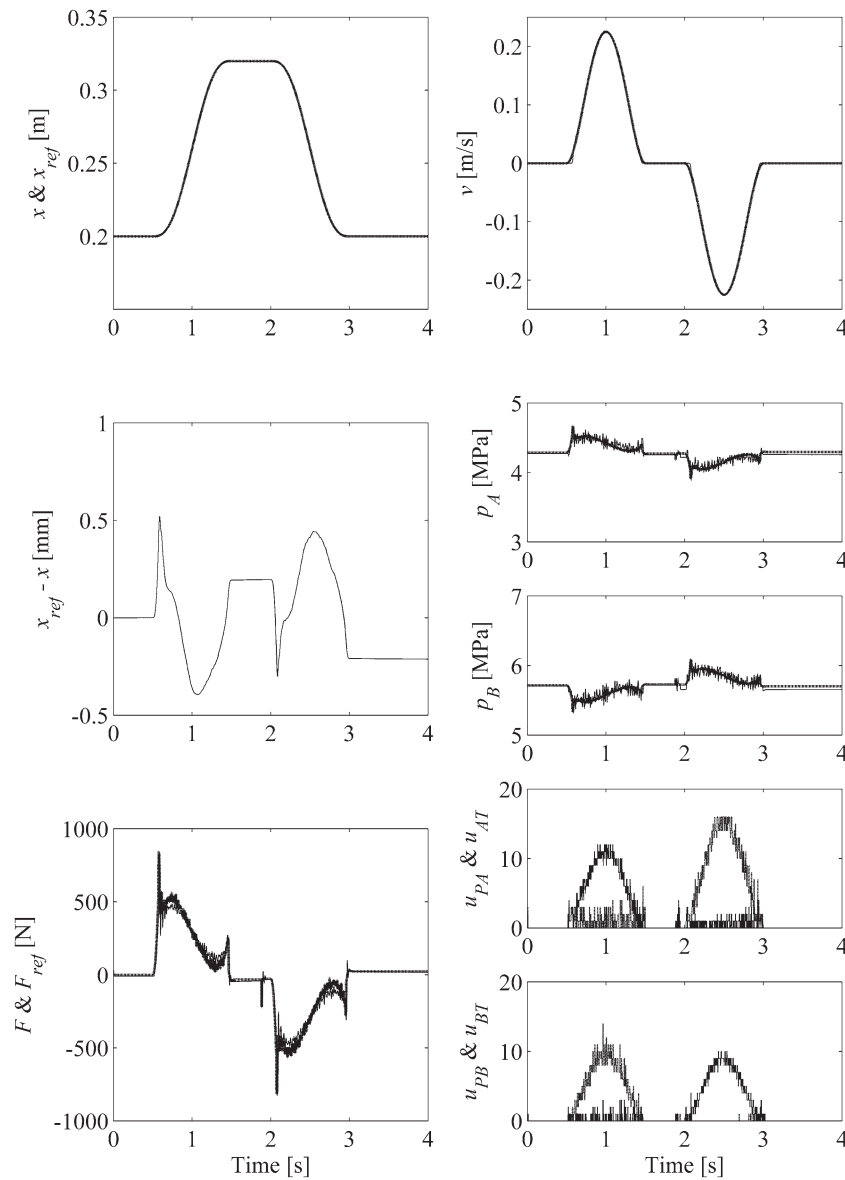 x & x_ref [m]
0.35
0.3
0.25
0.2
0 1 2 3 4
v [m/s]
0.2
0.1
0
-0.1
-0.2
0 1 2 3 4
x_ref - x [mm]
1
0.5
0
-0.5
0 1 2 3 4
p_A [MPa]
5
4
3
0 1 2 3 4
p_B [MPa]
7
6
5
0 1 2 3 4
F & F_ref [N]
1000
500
0
-500
-1000
0 1 2 3 4
Time [s]
u_PA & u_AT
20
10
0
0 1 2 3 4
u_PB & u_BT
20
10
0
0 1 2 3 4
Time [s]